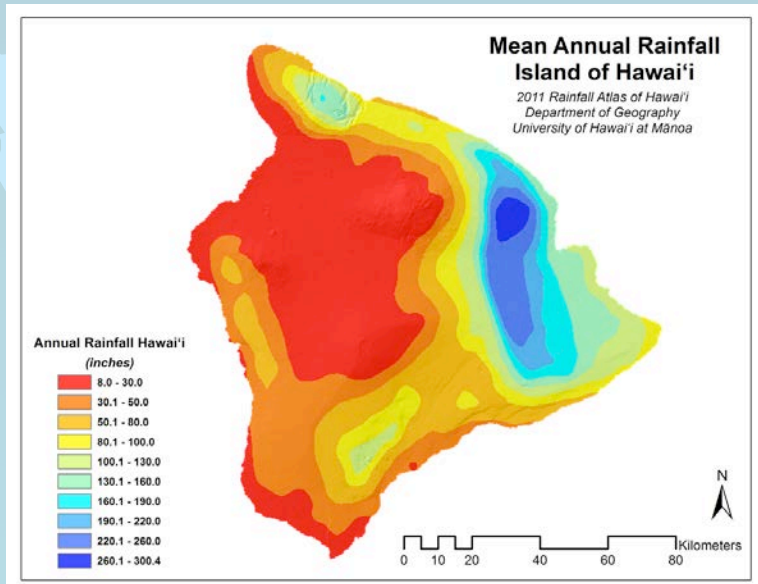 Mean Annual Rainfall
Island of Hawai‘i
2011 Rainfall Atlas of Hawai‘i
Department of Geography
University of Hawai‘i at Mānoa
Annual Rainfall Hawai‘i
(inches)
8.0 - 30.0
30.1 - 50.0
50.1 - 80.0
80.1 - 100.0
100.1 - 130.0
130.1 - 160.0
160.1 - 190.0
190.1 - 220.0
220.1 - 260.0
260.1 - 300.4
N
Kilometers
0 10 20 40 60 80